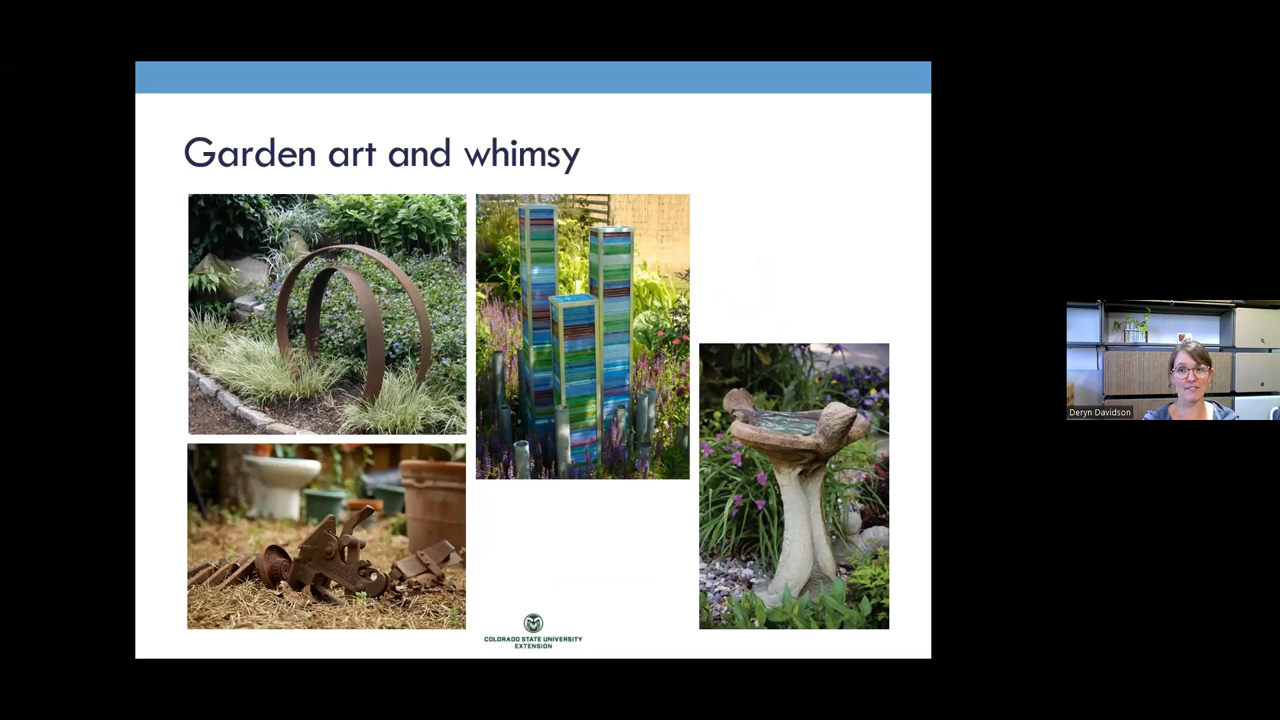 Garden art and whimsy
COLORADO STATE UNIVERSITY
EXTENSION
Deryn Davidson